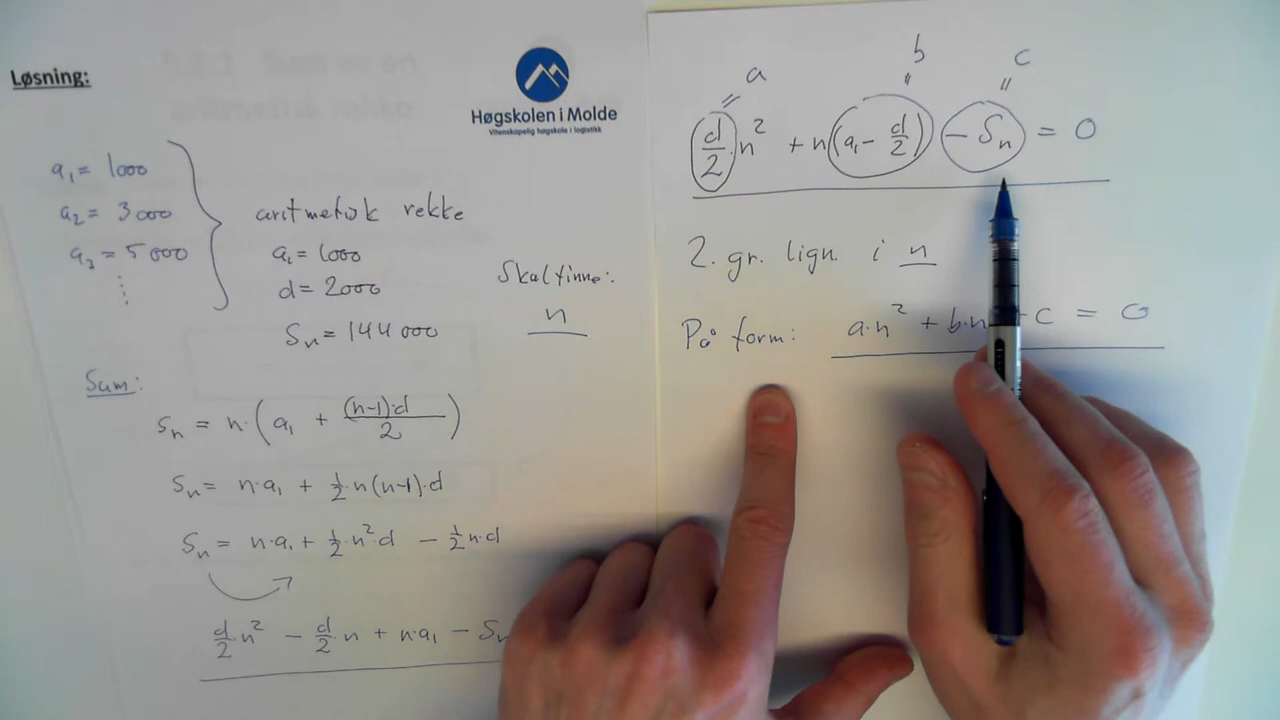 Løsning:
Høgskolen i Molde
Vitenskapelig høgskole i logistikk
a₁ = 1000
a₂ = 3000
a₃ = 5000
⋮
aritmetisk rekke
a₁ = 1000
d = 2000
Sₙ = 144 000
Skal finne:
n
Sum:
Sₙ = n·(a₁ + (n-1)·d/2)
Sₙ = n·a₁ + ½·n(n-1)·d
Sₙ = n·a₁ + ½·n²·d - ½n·d
d/2·n² - d/2·n + n·a₁ - Sₙ
a b c
d/2·n² + n(a₁ - d/2) - Sₙ = 0
2. gr. lign. i n
På form: a·n² + b·n + c = 0